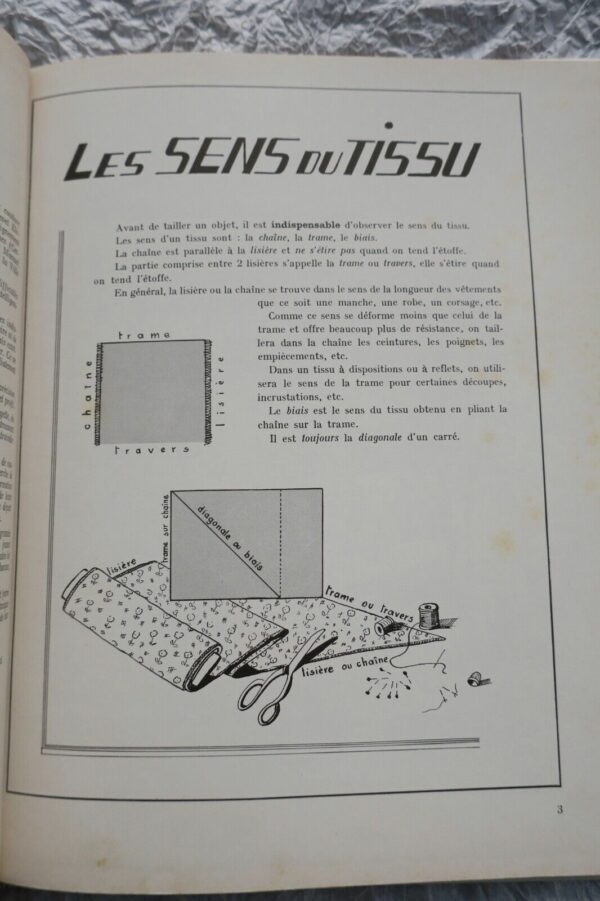 LES SENS DU TISSU
Avant de tailler un objet, il est indispensable d'observer le sens du tissu.
Les sens d'un tissu sont : la chaîne, la trame, le biais.
La chaîne est parallèle à la lisière et ne s'étire pas quand on tend l'étoffe.
La partie comprise entre 2 lisières s'appelle la trame ou travers, elle s'étire quand
on tend l'étoffe.
En général, la lisière ou la chaîne se trouve dans le sens de la longueur des vêtements
que ce soit une manche, une robe, un corsage, etc.
Comme ce sens se déforme moins que celui de la
trame et offre beaucoup plus de résistance, on tail-
lera dans la chaîne les ceintures, les poignets, les
empiècements, etc.
Dans un tissu à dispositions ou à reflets, on utili-
sera le sens de la trame pour certaines découpes,
incrustations, etc.
Le biais est le sens du tissu obtenu en pliant la
chaîne sur la trame.
Il est toujours la diagonale d'un carré.
trame
chaîne
lisière
travers
trame sur chaîne
diagonale ou biais
lisière
trame ou travers
lisière ou chaîne
3